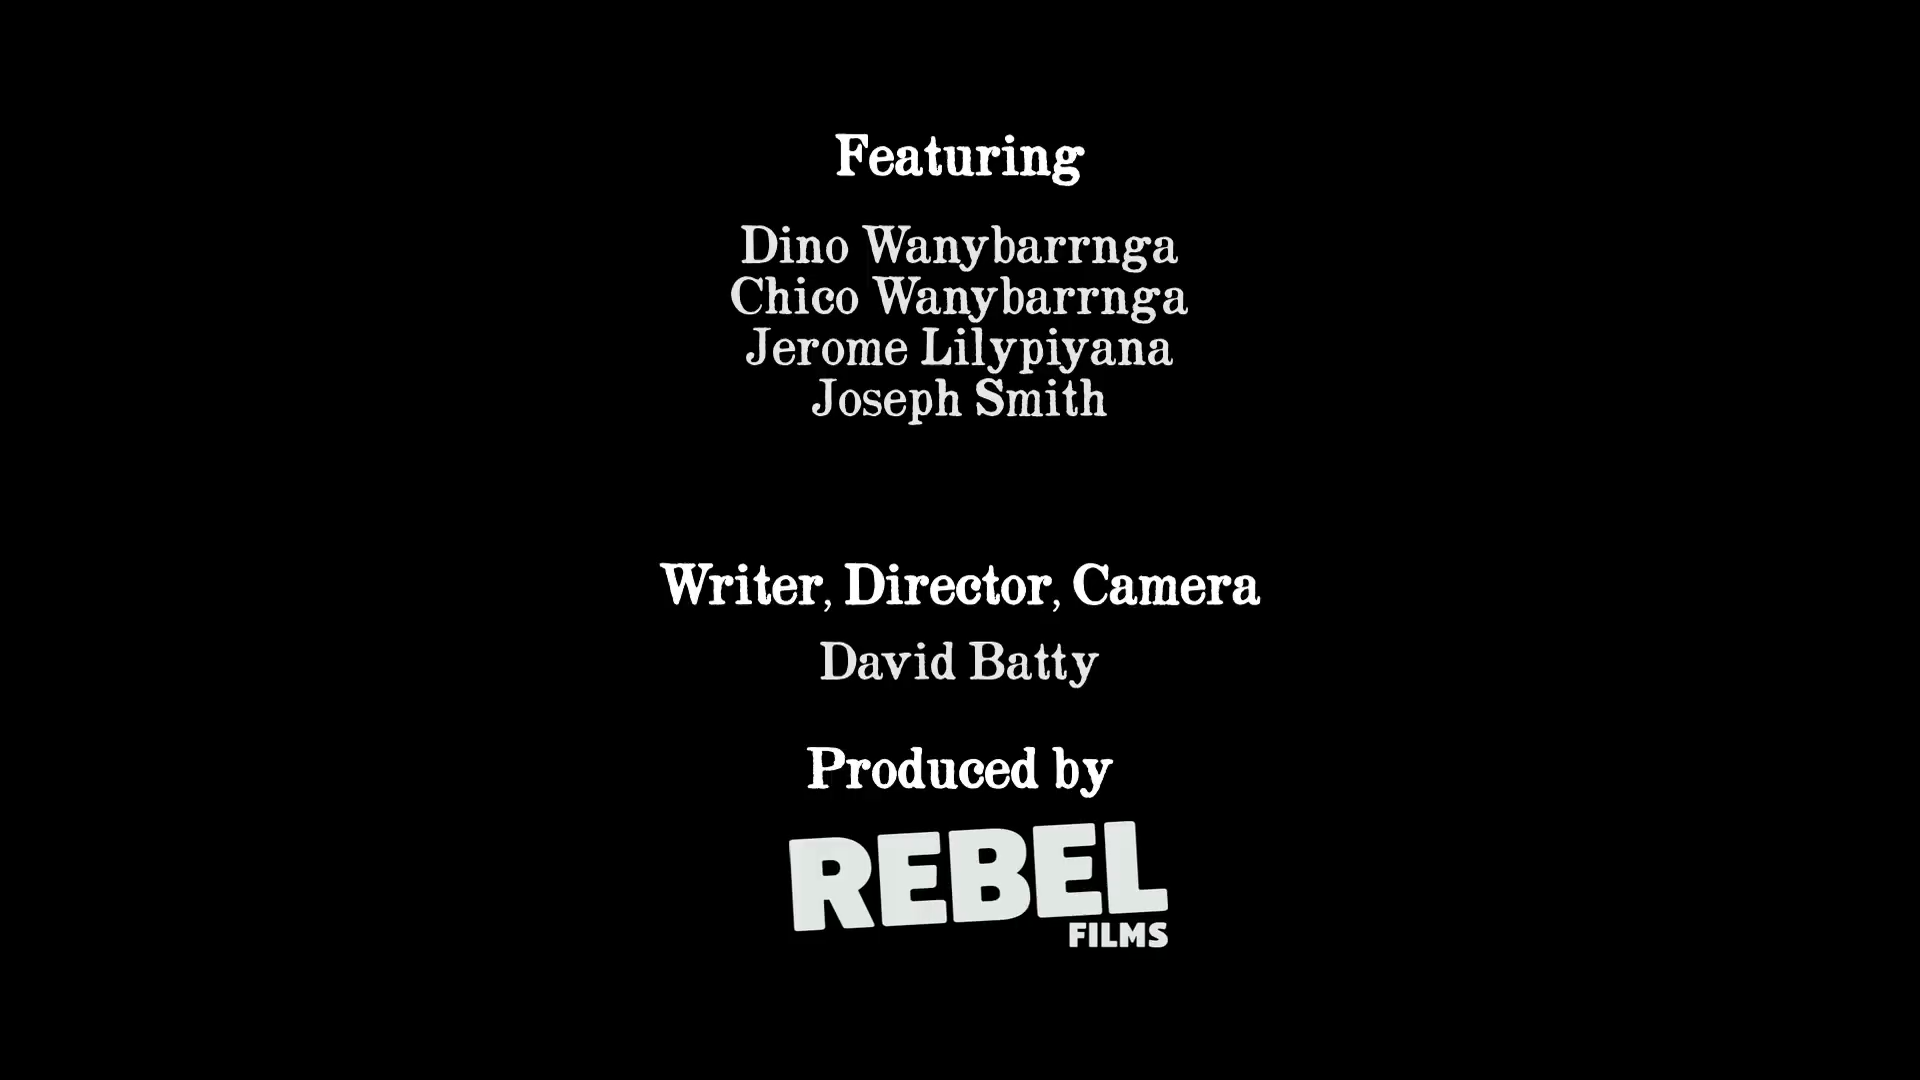 Featuring
Dino Wanybarrnga
Chico Wanybarrnga
Jerome Lilypiyana
Joseph Smith
Writer, Director, Camera
David Batty
Produced by
REBEL
FILMS